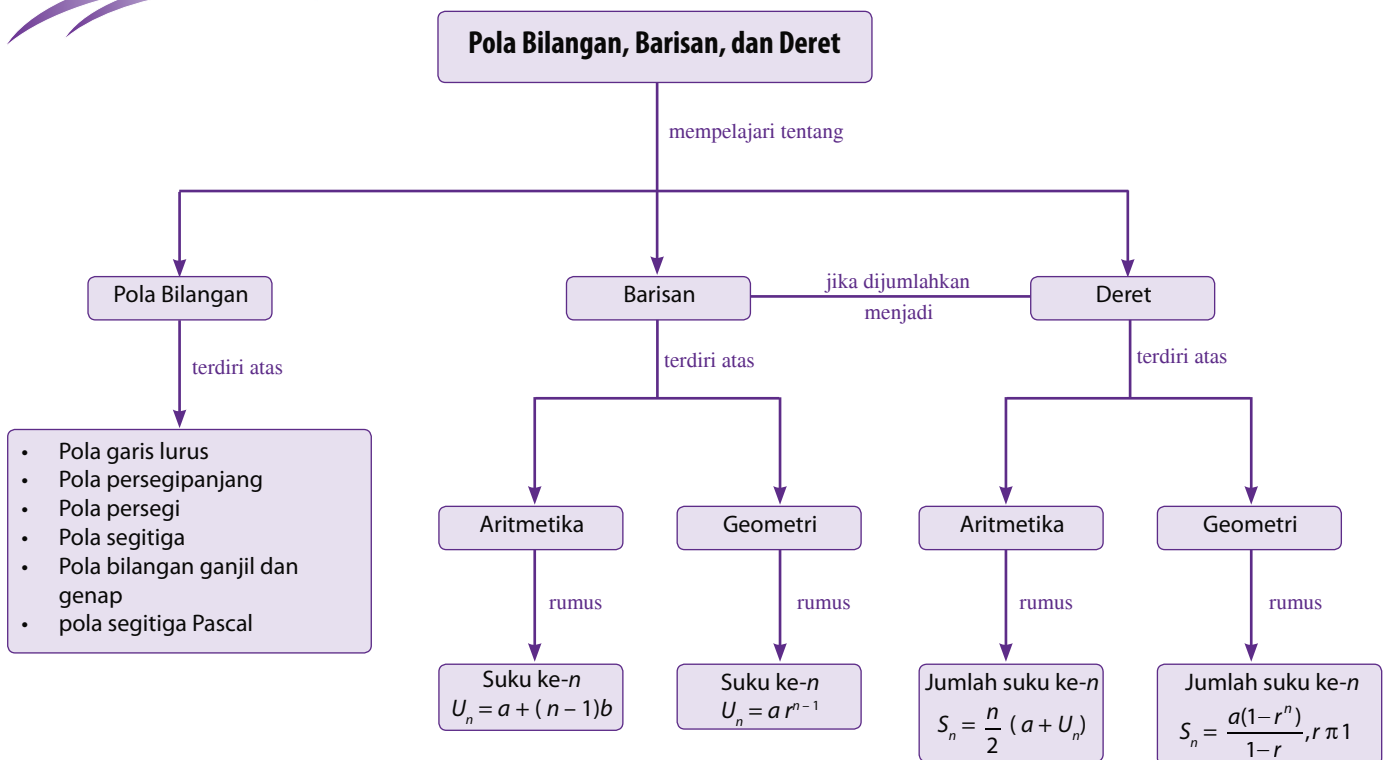 Pola Bilangan, Barisan, dan Deret
mempelajari tentang
Pola Bilangan
Barisan
jika dijumlahkan
menjadi
Deret
terdiri atas
terdiri atas
terdiri atas
• Pola garis lurus
• Pola persegipanjang
• Pola persegi
• Pola segitiga
• Pola bilangan ganjil dan
genap
• pola segitiga Pascal
Aritmetika
Geometri
Aritmetika
Geometri
rumus
rumus
rumus
rumus
Suku ke-n
Uₙ = a + ( n – 1)b
Suku ke-n
Uₙ = a rⁿ⁻¹
Jumlah suku ke-n
Sₙ = n/2 ( a + Uₙ)
Jumlah suku ke-n
Sₙ = a(1–rⁿ)/1–r, r π 1